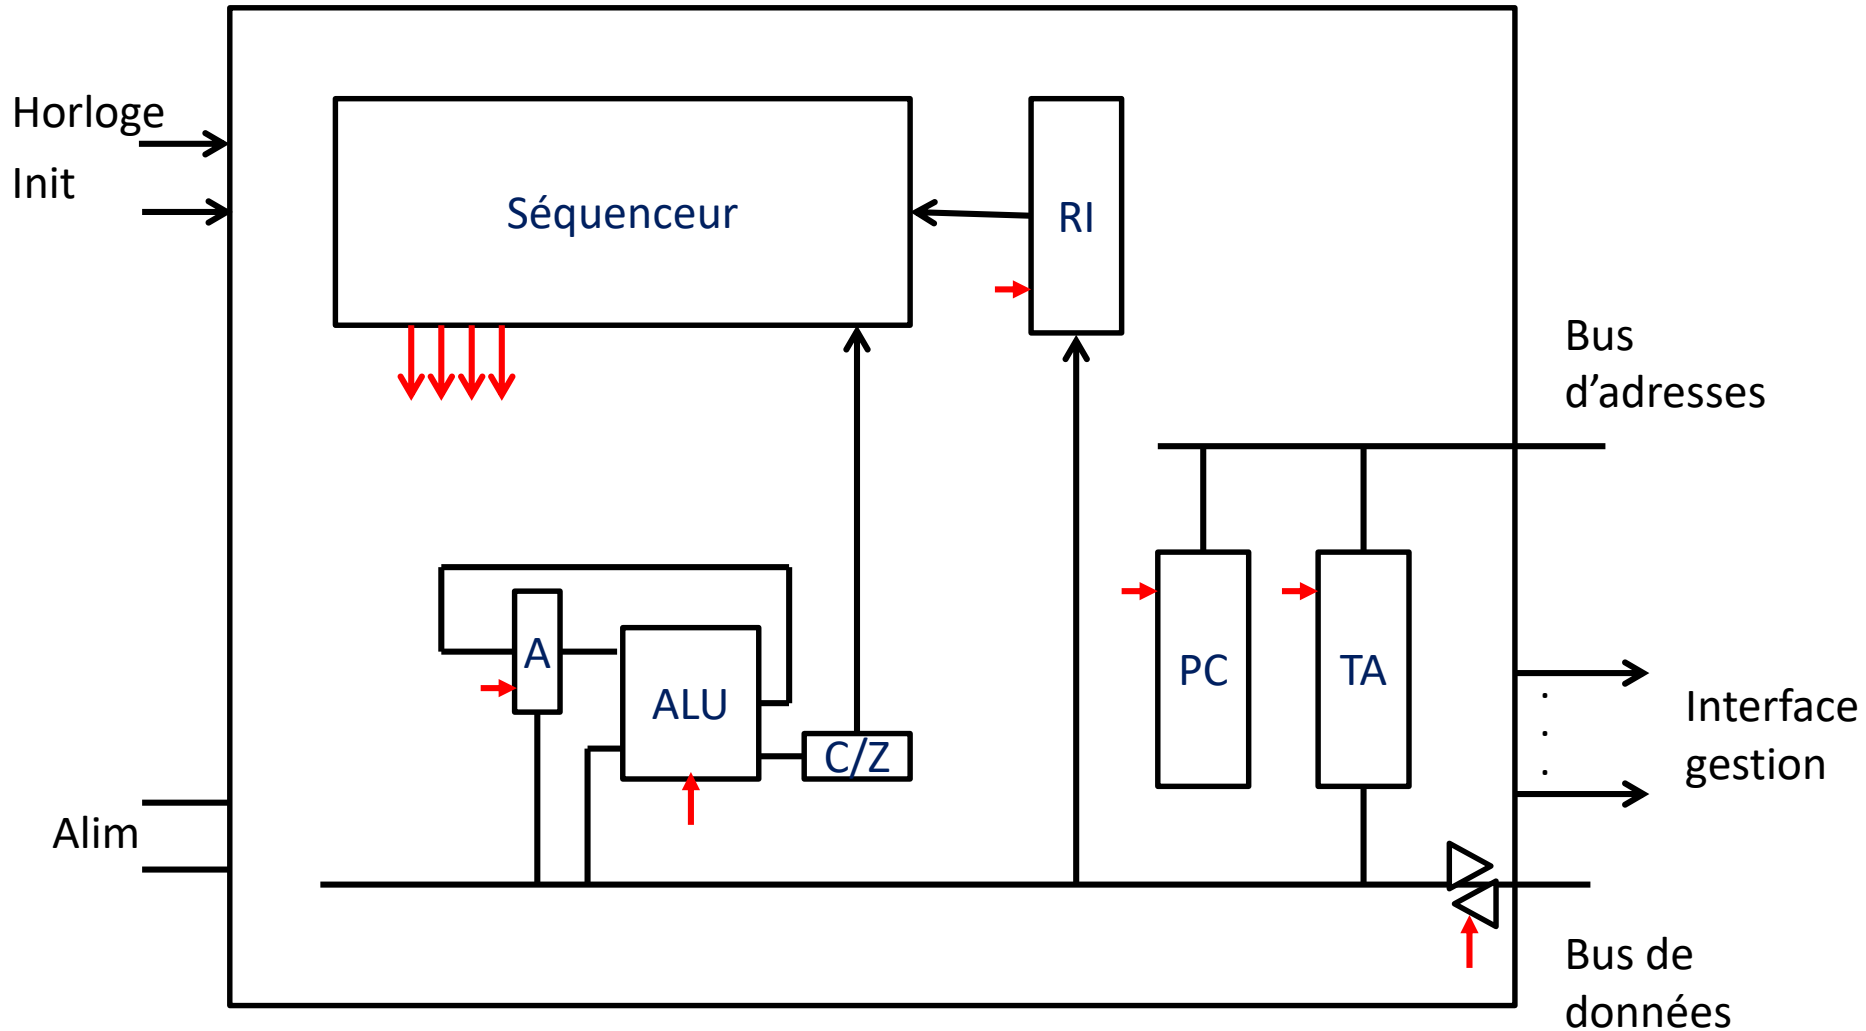 Horloge
Init
Séquenceur
RI
Bus
d’adresses
A
ALU
C/Z
PC
TA
Interface
gestion
Alim
Bus de
données